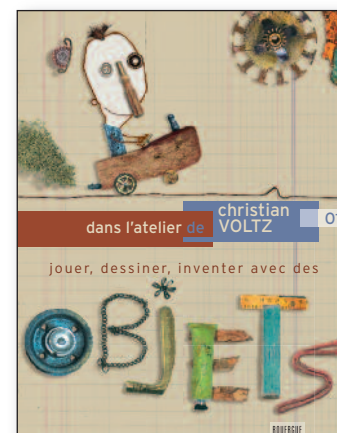 dans l'atelier de christian VOLTZ
jouer, dessiner, inventer avec des
OBJETS
ROUERGUE